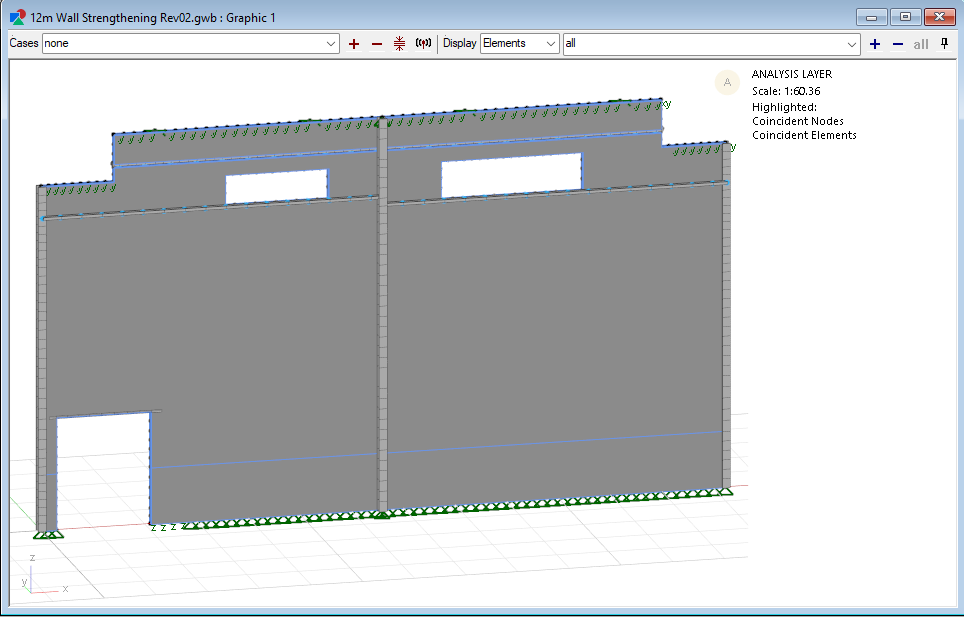 12m Wall Strengthening Rev02.gwb : Graphic 1
Cases none Display Elements all all
A ANALYSIS LAYER
Scale: 1:60.36
Highlighted:
Coincident Nodes
Coincident Elements
xy
y
z z z z
z
y
x